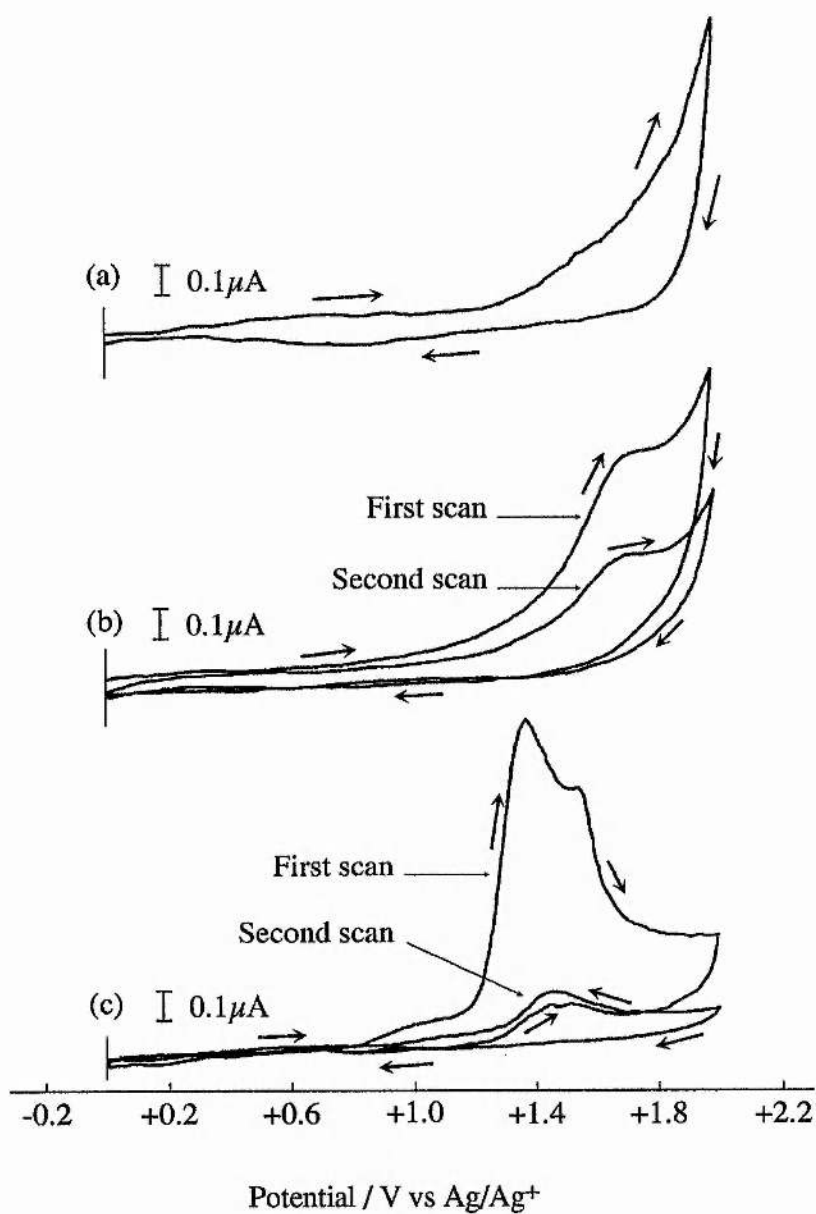 (a) 0.1μA
First scan
Second scan
(b) 0.1μA
First scan
Second scan
(c) 0.1μA
-0.2 +0.2 +0.6 +1.0 +1.4 +1.8 +2.2
Potential / V vs Ag/Ag⁺